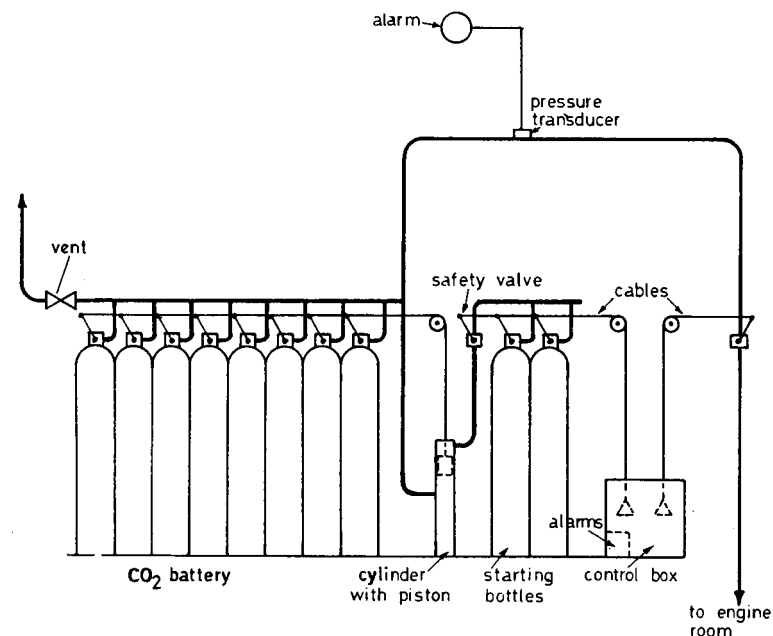 alarm
pressure
transducer
vent
safety valve
cables
alarms
CO2 battery
cylinder
with piston
starting
bottles
control box
to engine
room